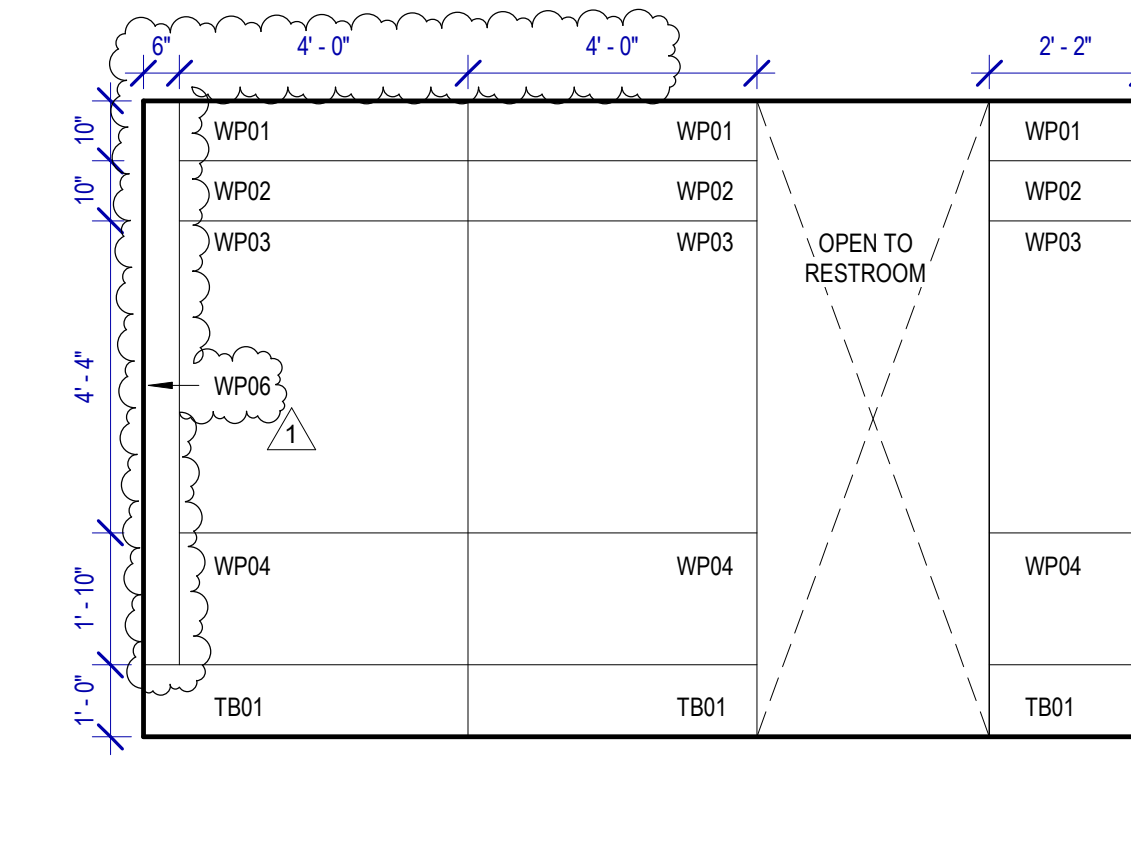 6" 4' - 0" 4' - 0" 2' - 2"
10" WP01 WP01 WP01
10" WP02 WP02 WP02
WP03 WP03 WP03
OPEN TO
RESTROOM
4' - 4" WP06
1
1' - 10" WP04 WP04 WP04
1' - 0" TB01 TB01 TB01